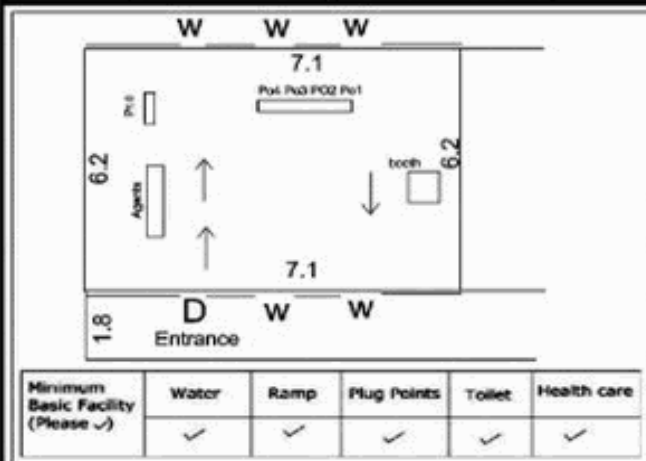 W W W
7.1
Po4 Po3 PO2 Po1
6.2
booth
6.2
Agents
7.1
D W W
1.8
Entrance
Minimum Basic Facility (Please ✓) Water Ramp Plug Points Toilet Health care
✓ ✓ ✓ ✓ ✓